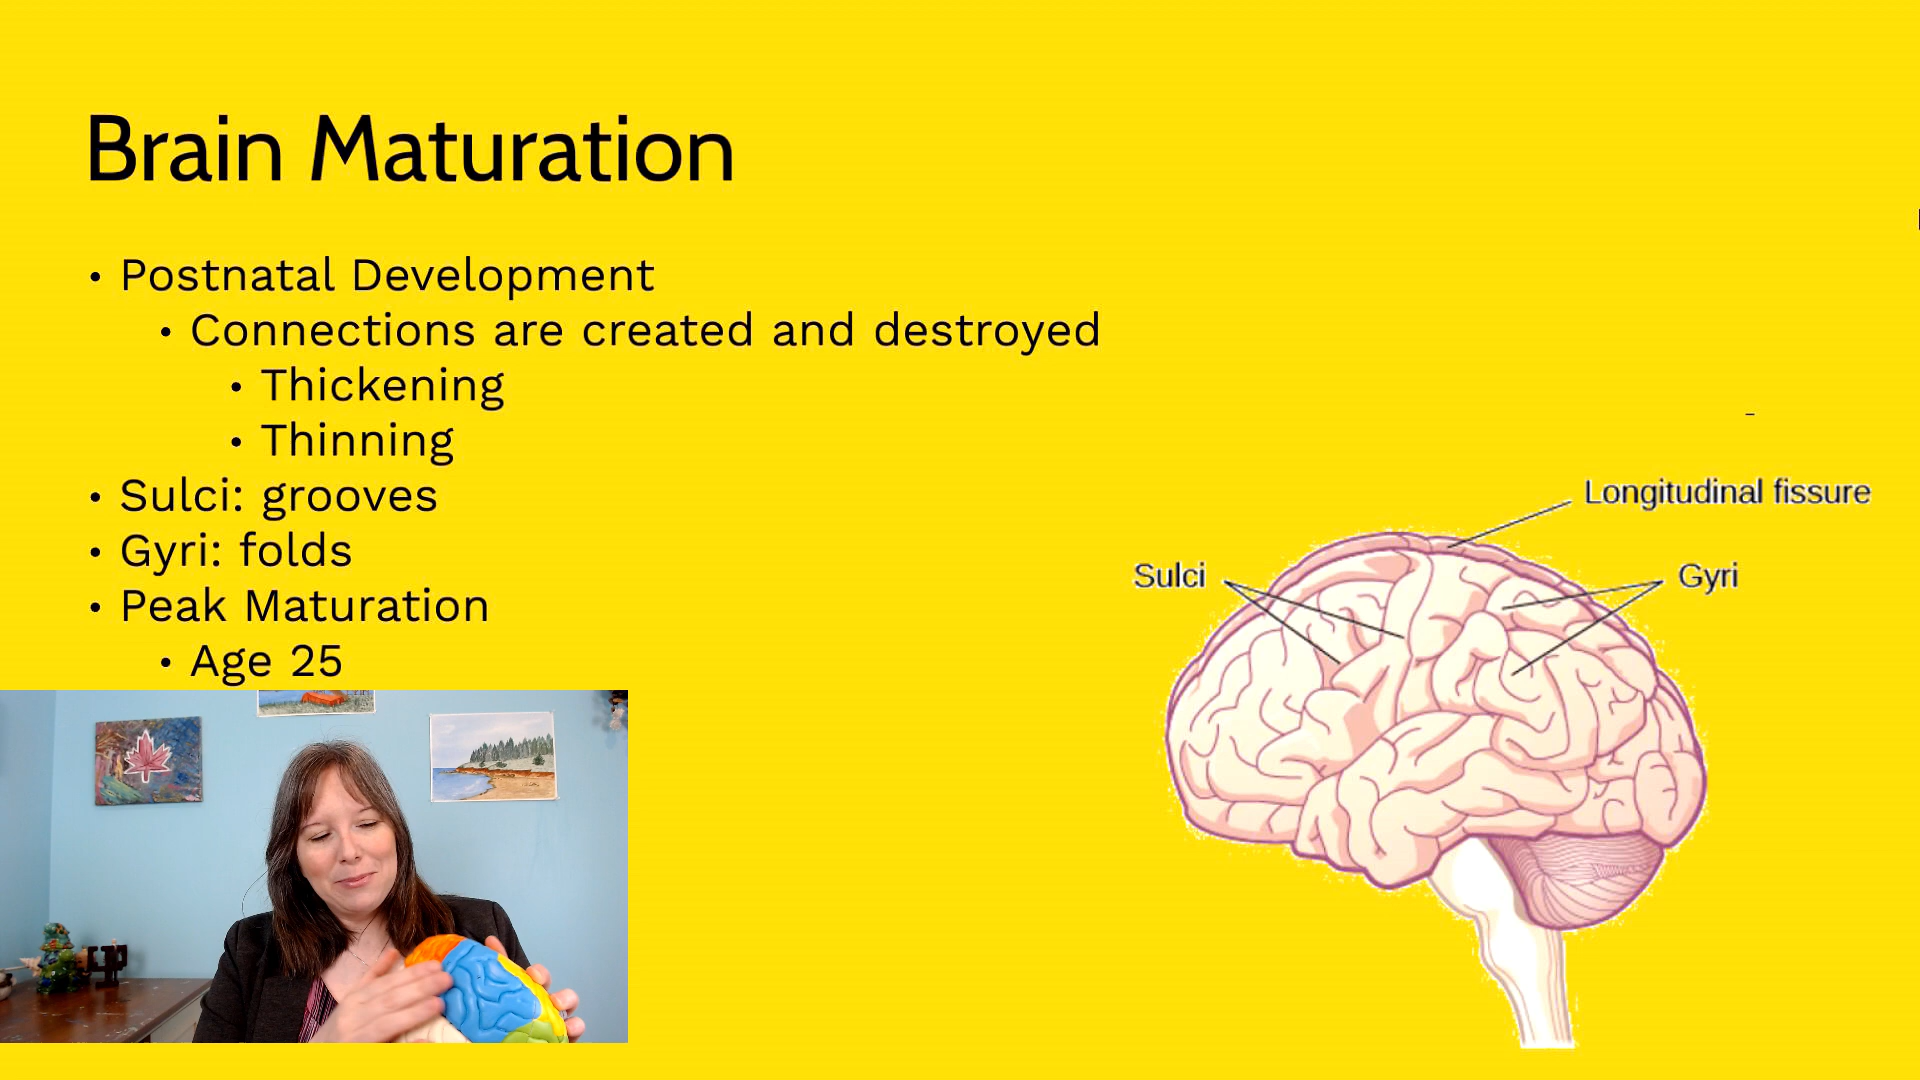 Brain Maturation
• Postnatal Development
• Connections are created and destroyed
• Thickening
• Thinning
• Sulci: grooves
• Gyri: folds
• Peak Maturation
• Age 25
Longitudinal fissure
Sulci
Gyri